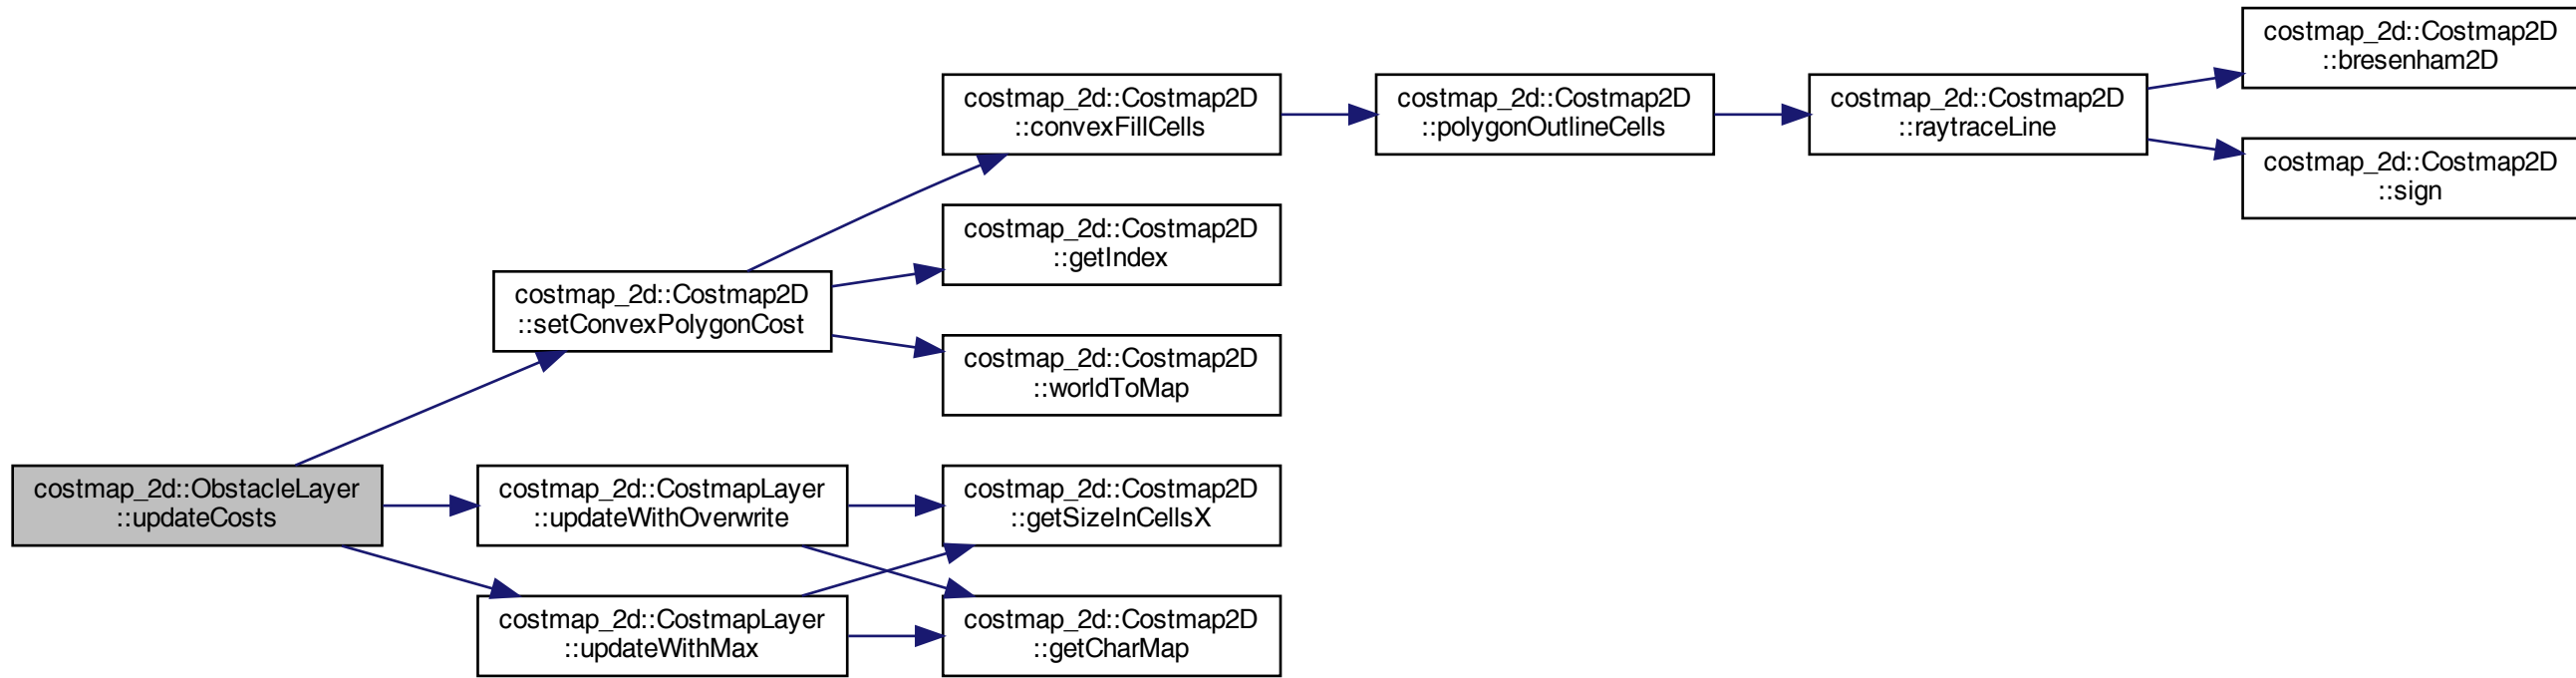 costmap_2d::ObstacleLayer
::updateCosts
costmap_2d::Costmap2D
::setConvexPolygonCost
costmap_2d::CostmapLayer
::updateWithOverwrite
costmap_2d::CostmapLayer
::updateWithMax
costmap_2d::Costmap2D
::convexFillCells
costmap_2d::Costmap2D
::getIndex
costmap_2d::Costmap2D
::worldToMap
costmap_2d::Costmap2D
::getSizeInCellsX
costmap_2d::Costmap2D
::getCharMap
costmap_2d::Costmap2D
::polygonOutlineCells
costmap_2d::Costmap2D
::raytraceLine
costmap_2d::Costmap2D
::bresenham2D
costmap_2d::Costmap2D
::sign